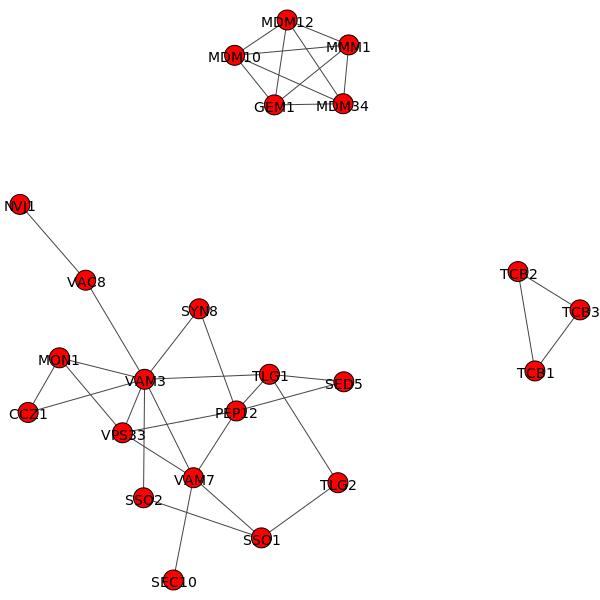 MDM12
MMM1
MDM10
GEM1
MDM34
NVJ1
TCB2
VAC8
TCB3
SYN8
MON1
TCB1
VAM3
TLG1
SED5
CCZ1
PEP12
VPS33
VAM7
TLG2
SSO2
SSO1
SEC10